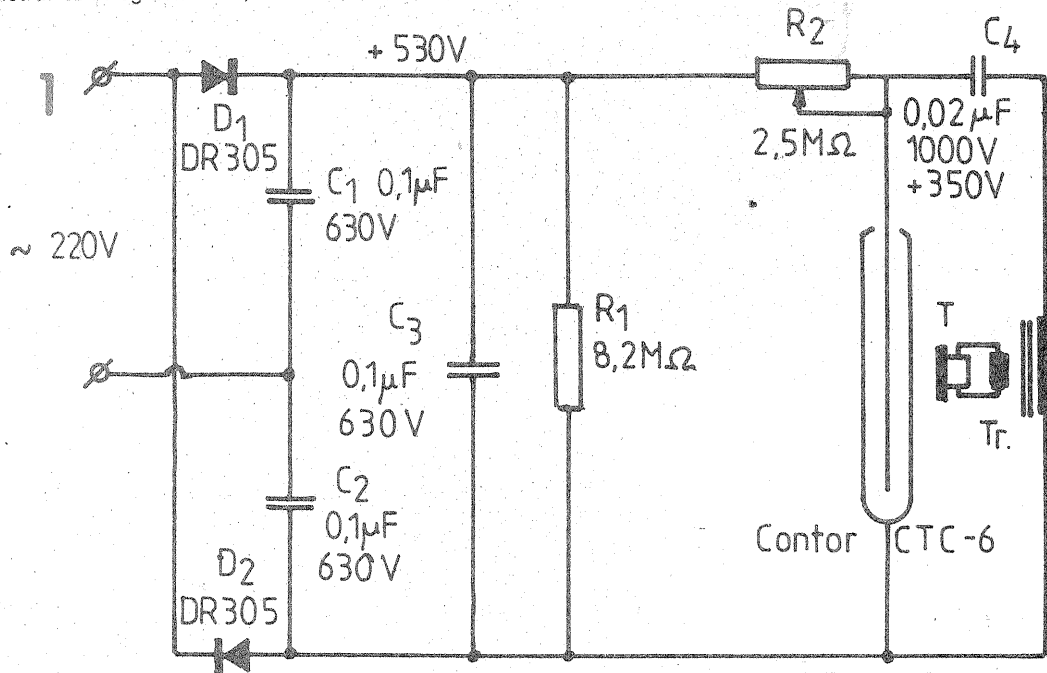 1
+ 530V
R2
C4
D1
DR305
2,5MΩ
0,02µF
1000V
+350V
C1 0,1µF
630V
~ 220V
C3
0,1µF
630V
R1
8,2MΩ
T
Tr.
C2
0,1µF
630V
Contor CTC-6
D2
DR305